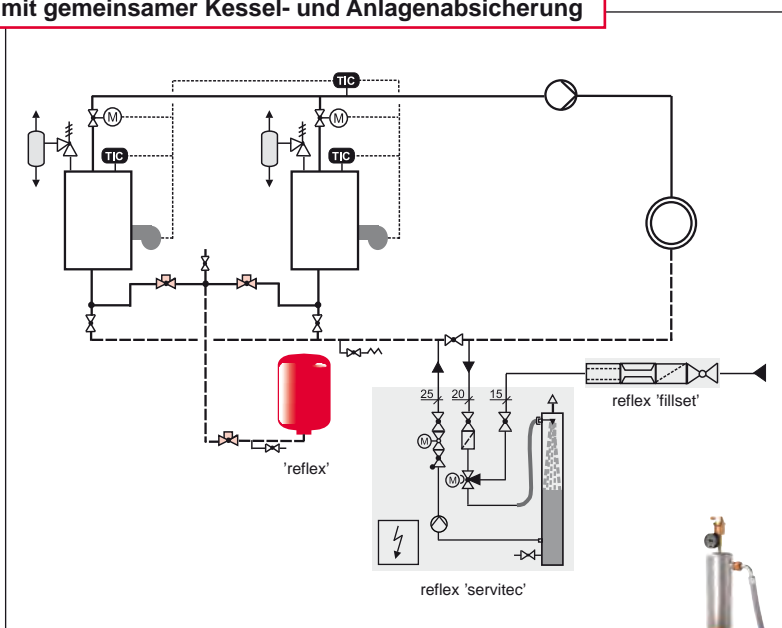 mit gemeinsamer Kessel- und Anlagenabsicherung
TIC
M
M
TIC
TIC
25
20
15
reflex 'fillset'
M
'reflex'
M
reflex 'servitec'